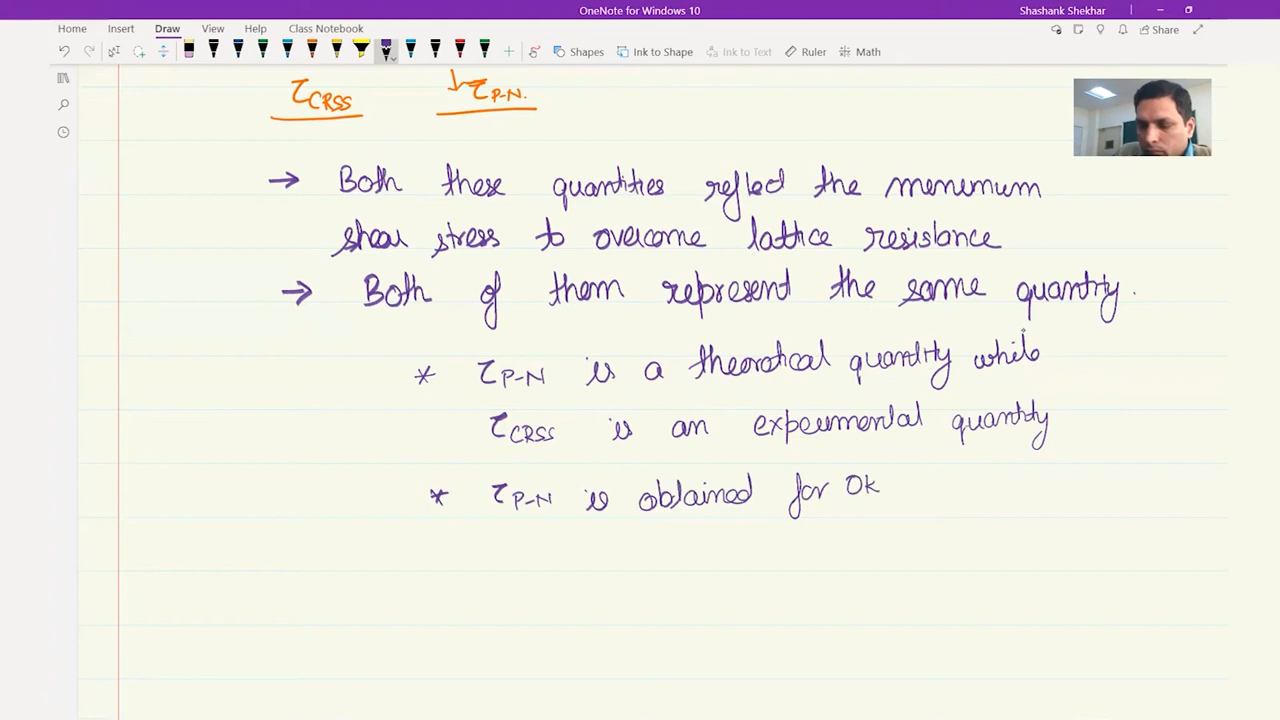 OneNote for Windows 10
Shashank Shekhar
Home Insert Draw View Help Class Notebook
Share
Shapes Ink to Shape Ink to Text Ruler Math
τCRSS τP-N.
→ Both these quantities reflect the menemum
shear stress to overcome lattice resistance
→ Both of them represent the same quantity.
* τP-N is a theoretical quantity while
τCRSS is an experimental quantity
* τP-N is obtained for 0K